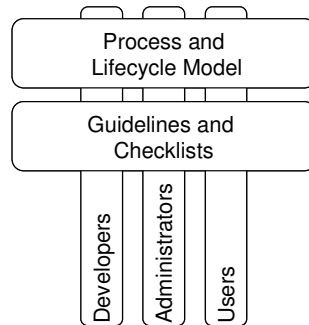 Process and
Lifecycle Model
Guidelines and
Checklists
Developers
Administrators
Users